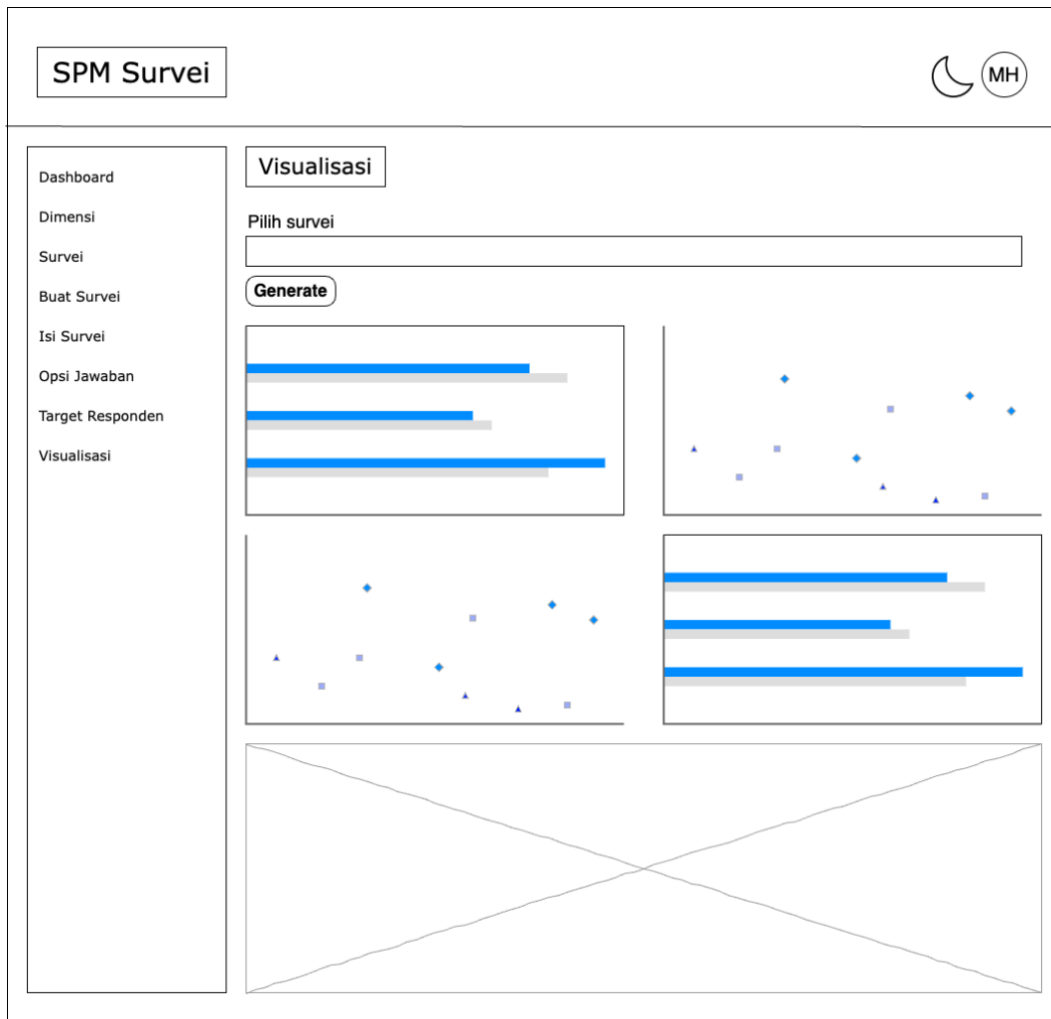 SPM Survei
MH
Dashboard
Dimensi
Survei
Buat Survei
Isi Survei
Opsi Jawaban
Target Responden
Visualisasi
Visualisasi
Pilih survei
Generate